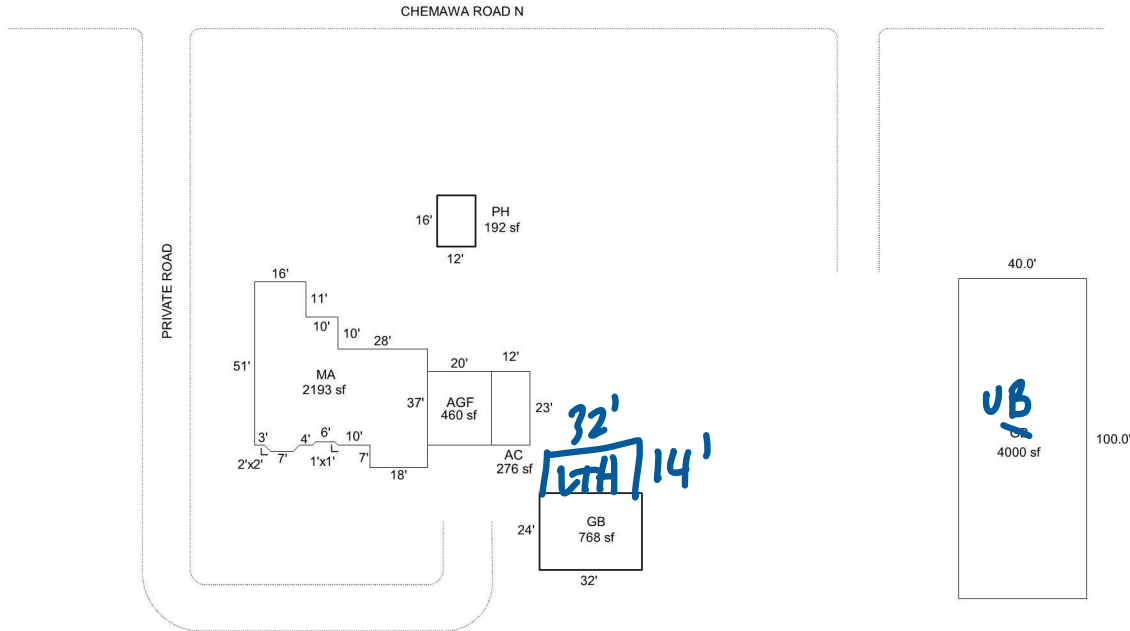 CHEMAWA ROAD N
PRIVATE ROAD
16'
PH
192 sf
12'
16'
11'
10'
10'
28'
51'
MA
2193 sf
37'
20'
12'
AGF
460 sf
23'
AC
276 sf
3'
2'x2'
7'
4'
6'
1'x1'
10'
7'
18'
32'
LTH
14'
24'
GB
768 sf
32'
40.0'
UB
4000 sf
100.0'